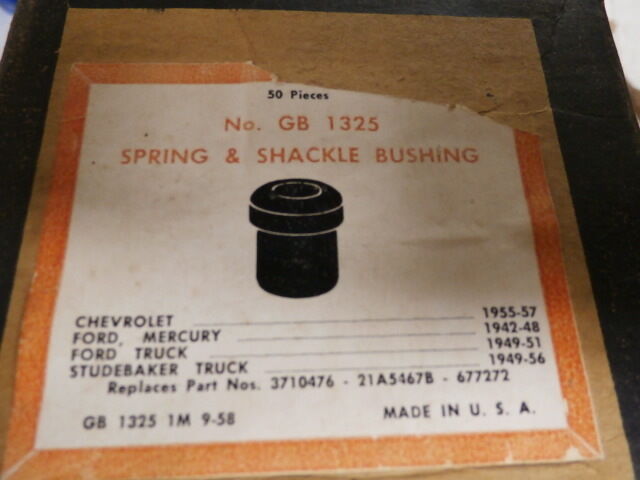 50 Pieces
No. GB 1325
SPRING & SHACKLE BUSHING
CHEVROLET 1955-57
FORD, MERCURY 1942-48
FORD TRUCK 1949-51
STUDEBAKER TRUCK 1949-56
Replaces Part Nos. 3710476 - 21A5467B - 677272
GB 1325 1M 9-58 MADE IN U. S. A.